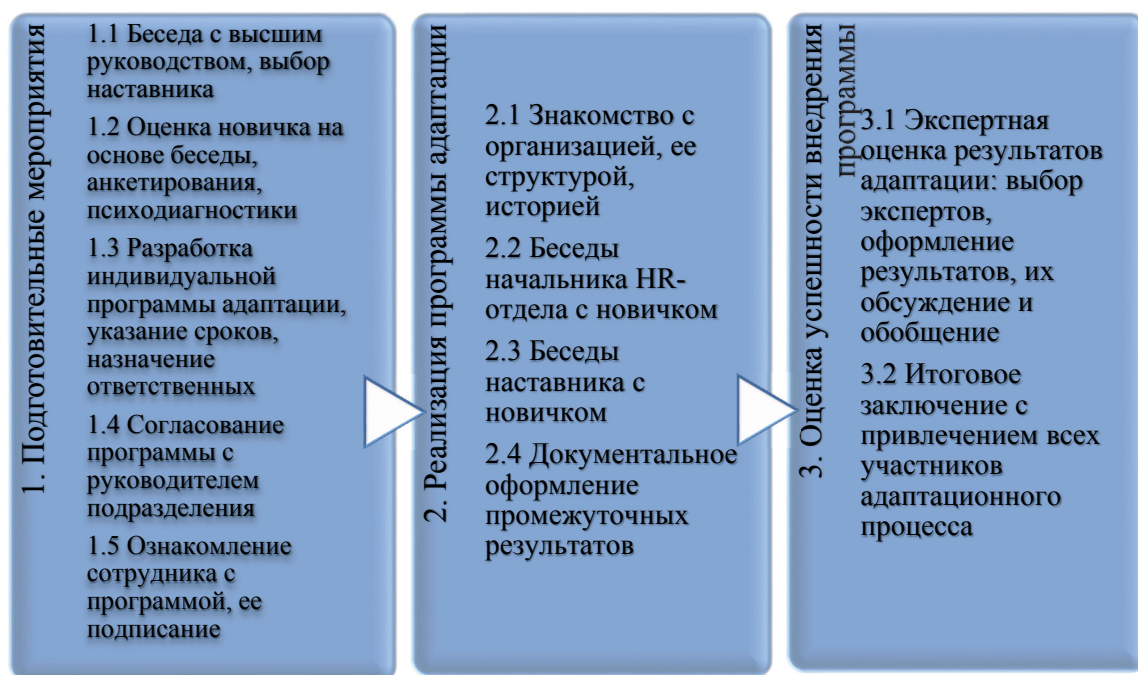 1. Подготовительные мероприятия
1.1 Беседа с высшим
руководством, выбор
наставника
1.2 Оценка новичка на
основе беседы,
анкетирования,
психодиагностики
1.3 Разработка
индивидуальной
программы адаптации,
указание сроков,
назначение
ответственных
1.4 Согласование
программы с
руководителем
подразделения
1.5 Ознакомление
сотрудника с
программой, ее
подписание
2. Реализация программы адаптации
2.1 Знакомство с
организацией, ее
структурой,
историей
2.2 Беседы
начальника HR-
отдела с новичком
2.3 Беседы
наставника с
новичком
2.4 Документальное
оформление
промежуточных
результатов
3. Оценка успешности внедрения
программы
3.1 Экспертная
оценка результатов
адаптации: выбор
экспертов,
оформление
результатов, их
обсуждение и
обобщение
3.2 Итоговое
заключение с
привлечением всех
участников
адаптационного
процесса